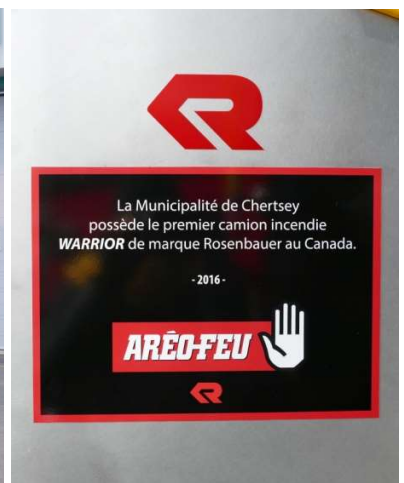 La Municipalité de Chertsey
possède le premier camion incendie
WARRIOR de marque Rosenbauer au Canada.
- 2016 -
ARÉO-FEU